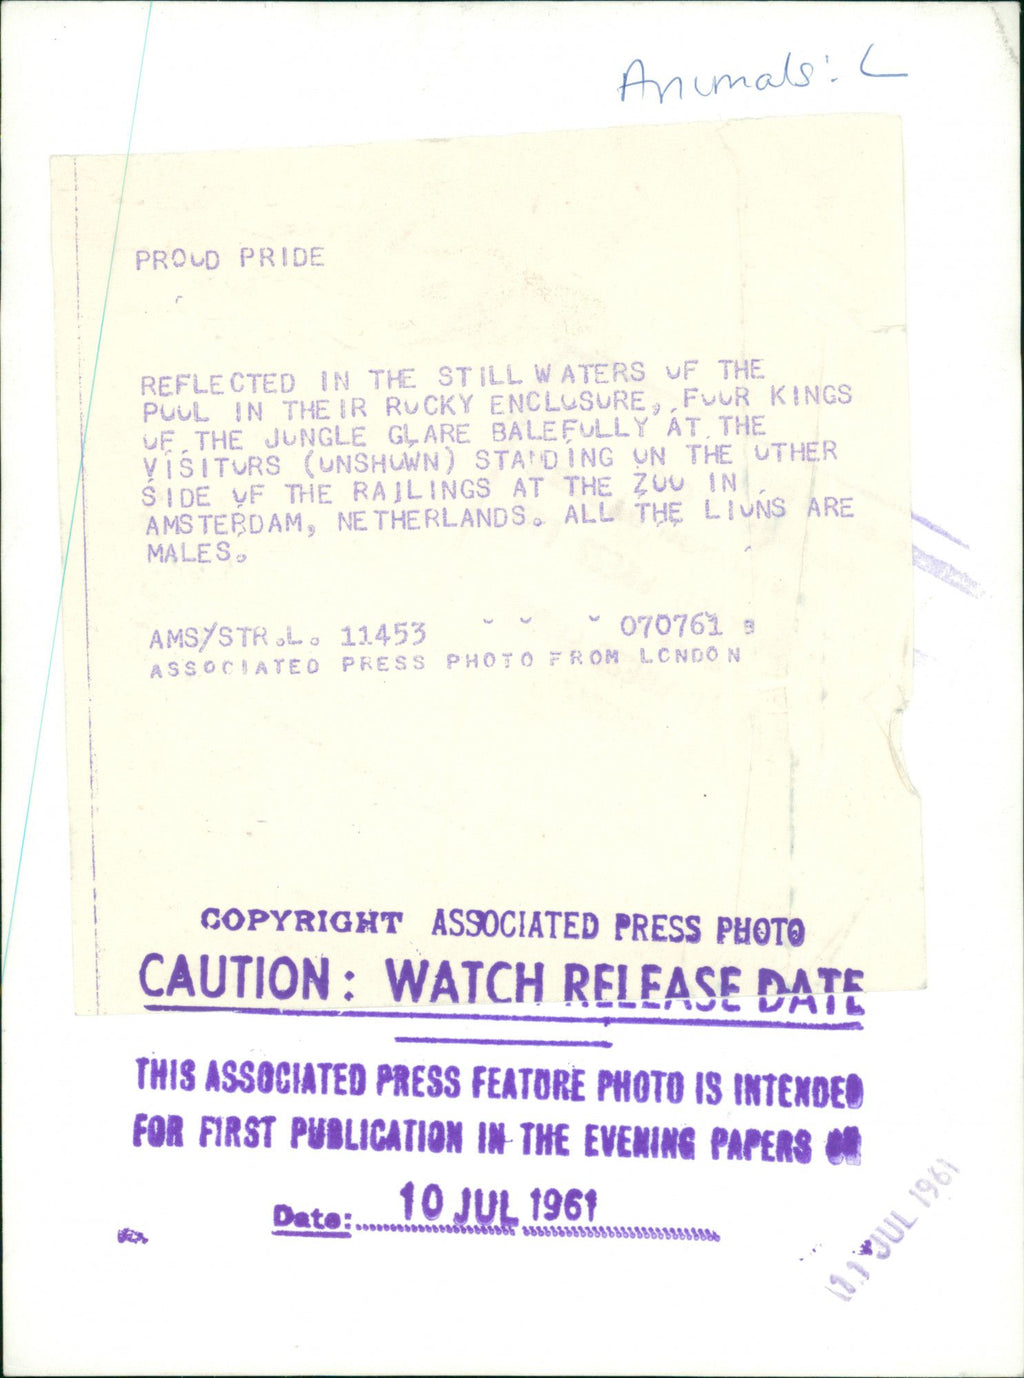 Animals: L
PROUD PRIDE
REFLECTED IN THE STILL WATERS OF THE
POOL IN THEIR ROCKY ENCLOSURE, FOUR KINGS
OF THE JUNGLE GLARE BALEFULLY AT THE
VISITORS (UNSHOWN) STANDING ON THE OTHER
SIDE OF THE RAILINGS AT THE ZOO IN
AMSTERDAM, NETHERLANDS. ALL THE LIONS ARE
MALES.
AMS/STR.L. 11453 - - - 070761
ASSOCIATED PRESS PHOTO FROM LONDON
COPYRIGHT ASSOCIATED PRESS PHOTO
CAUTION: WATCH RELEASE DATE
THIS ASSOCIATED PRESS FEATURE PHOTO IS INTENDED
FOR FIRST PUBLICATION IN THE EVENING PAPERS
Date: 10 JUL 1961
11 JUL 1961